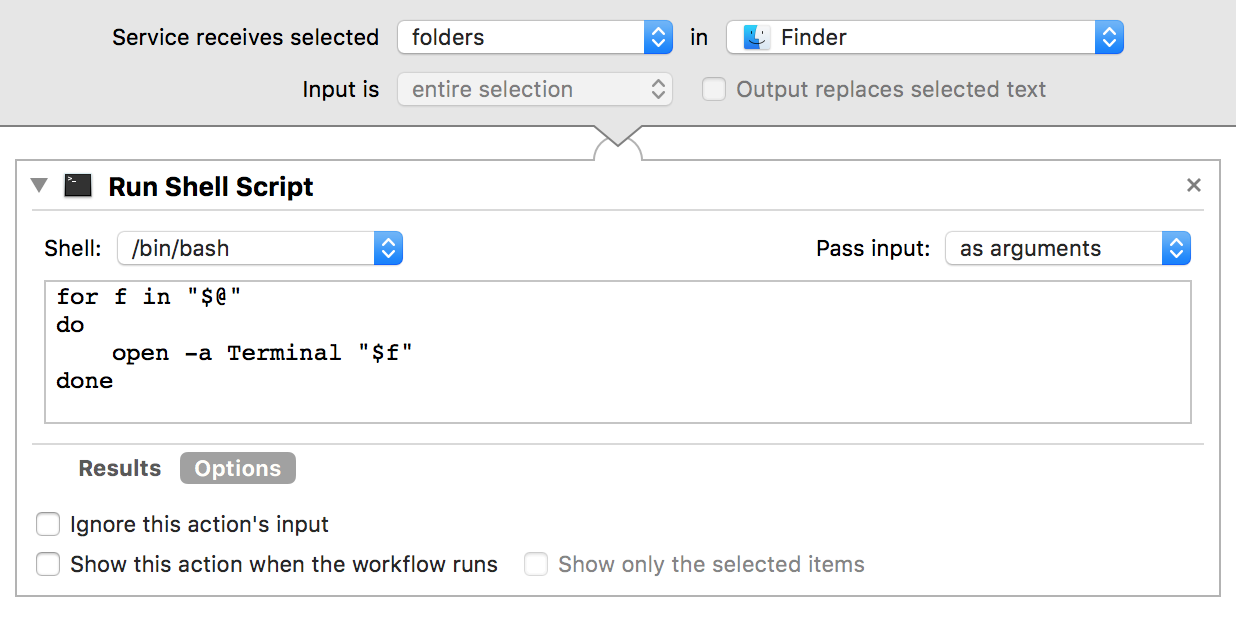 Service receives selected folders in Finder
Input is entire selection Output replaces selected text
Run Shell Script
Shell: /bin/bash Pass input: as arguments
for f in "$@"
do
    open -a Terminal "$f"
done
Results Options
Ignore this action's input
Show this action when the workflow runs Show only the selected items